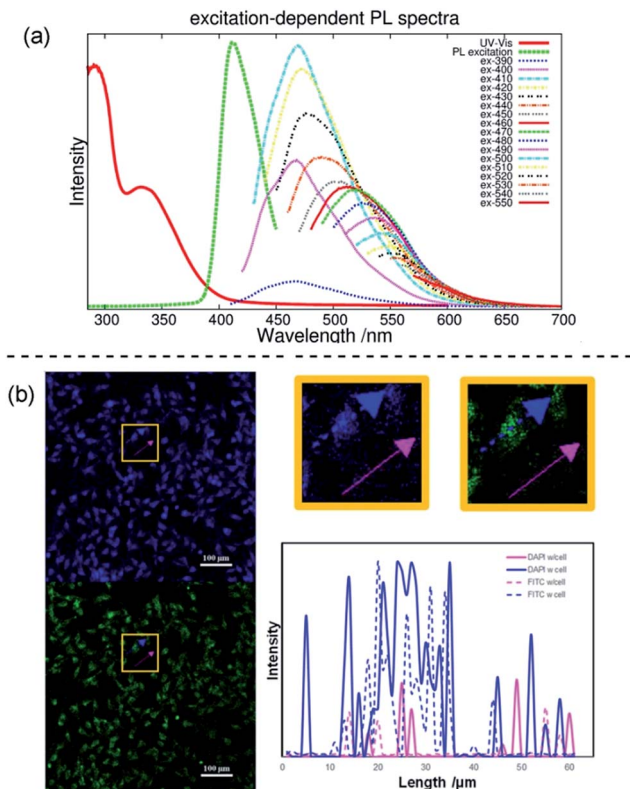 excitation-dependent PL spectra
(a)
UV-Vis
PL excitation
ex-390
ex-400
ex-410
ex-420
ex-430
ex-440
ex-450
ex-460
ex-470
ex-480
ex-490
ex-500
ex-510
ex-520
ex-530
ex-540
ex-550
Intensity
300 350 400 450 500 550 600 650 700
Wavelength /nm
(b)
100 μm
100 μm
DAPI w/cell
DAPI w cell
FITC w/cell
FITC w cell
Intensity
0 10 20 30 40 50 60
Length /μm